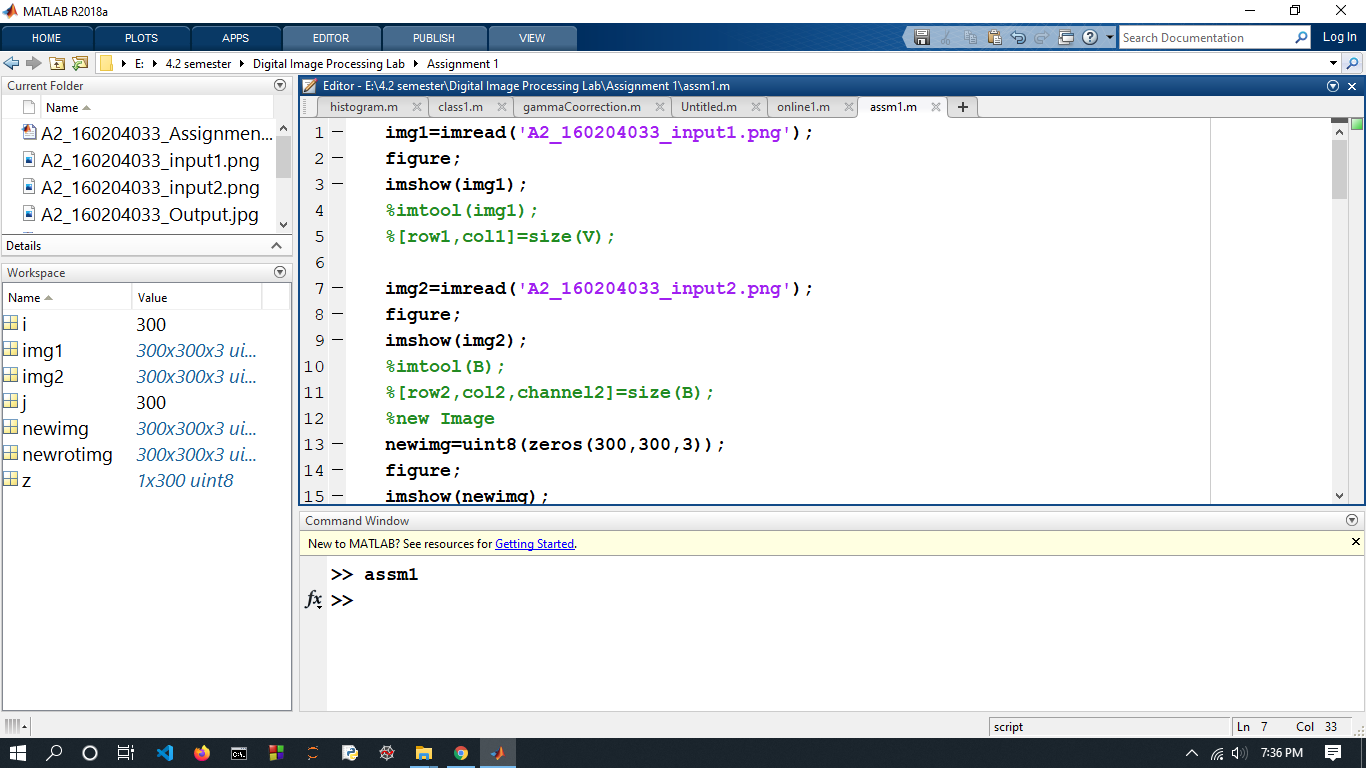 MATLAB R2018a
HOME PLOTS APPS EDITOR PUBLISH VIEW Search Documentation Log In
E: 4.2 semester Digital Image Processing Lab Assignment 1
Current Folder
Name
A2_160204033_Assignmen...
A2_160204033_input1.png
A2_160204033_input2.png
A2_160204033_Output.jpg
Details
Workspace
Name Value
i 300
img1 300x300x3 ui...
img2 300x300x3 ui...
j 300
newimg 300x300x3 ui...
newrotimg 300x300x3 ui...
z 1x300 uint8
Editor - E:\4.2 semester\Digital Image Processing Lab\Assignment 1\assm1.m
histogram.m class1.m gammaCoorrection.m Untitled.m online1.m assm1.m
1 img1=imread('A2_160204033_input1.png');
2 figure;
3 imshow(img1);
4 %imtool(img1);
5 %[row1,col1]=size(V);
6
7 img2=imread('A2_160204033_input2.png');
8 figure;
9 imshow(img2);
10 %imtool(B);
11 %[row2,col2,channel2]=size(B);
12 %new Image
13 newimg=uint8(zeros(300,300,3));
14 figure;
15 imshow(newimg);
Command Window
New to MATLAB? See resources for Getting Started.
>> assm1
fx >>
script Ln 7 Col 33
7:36 PM